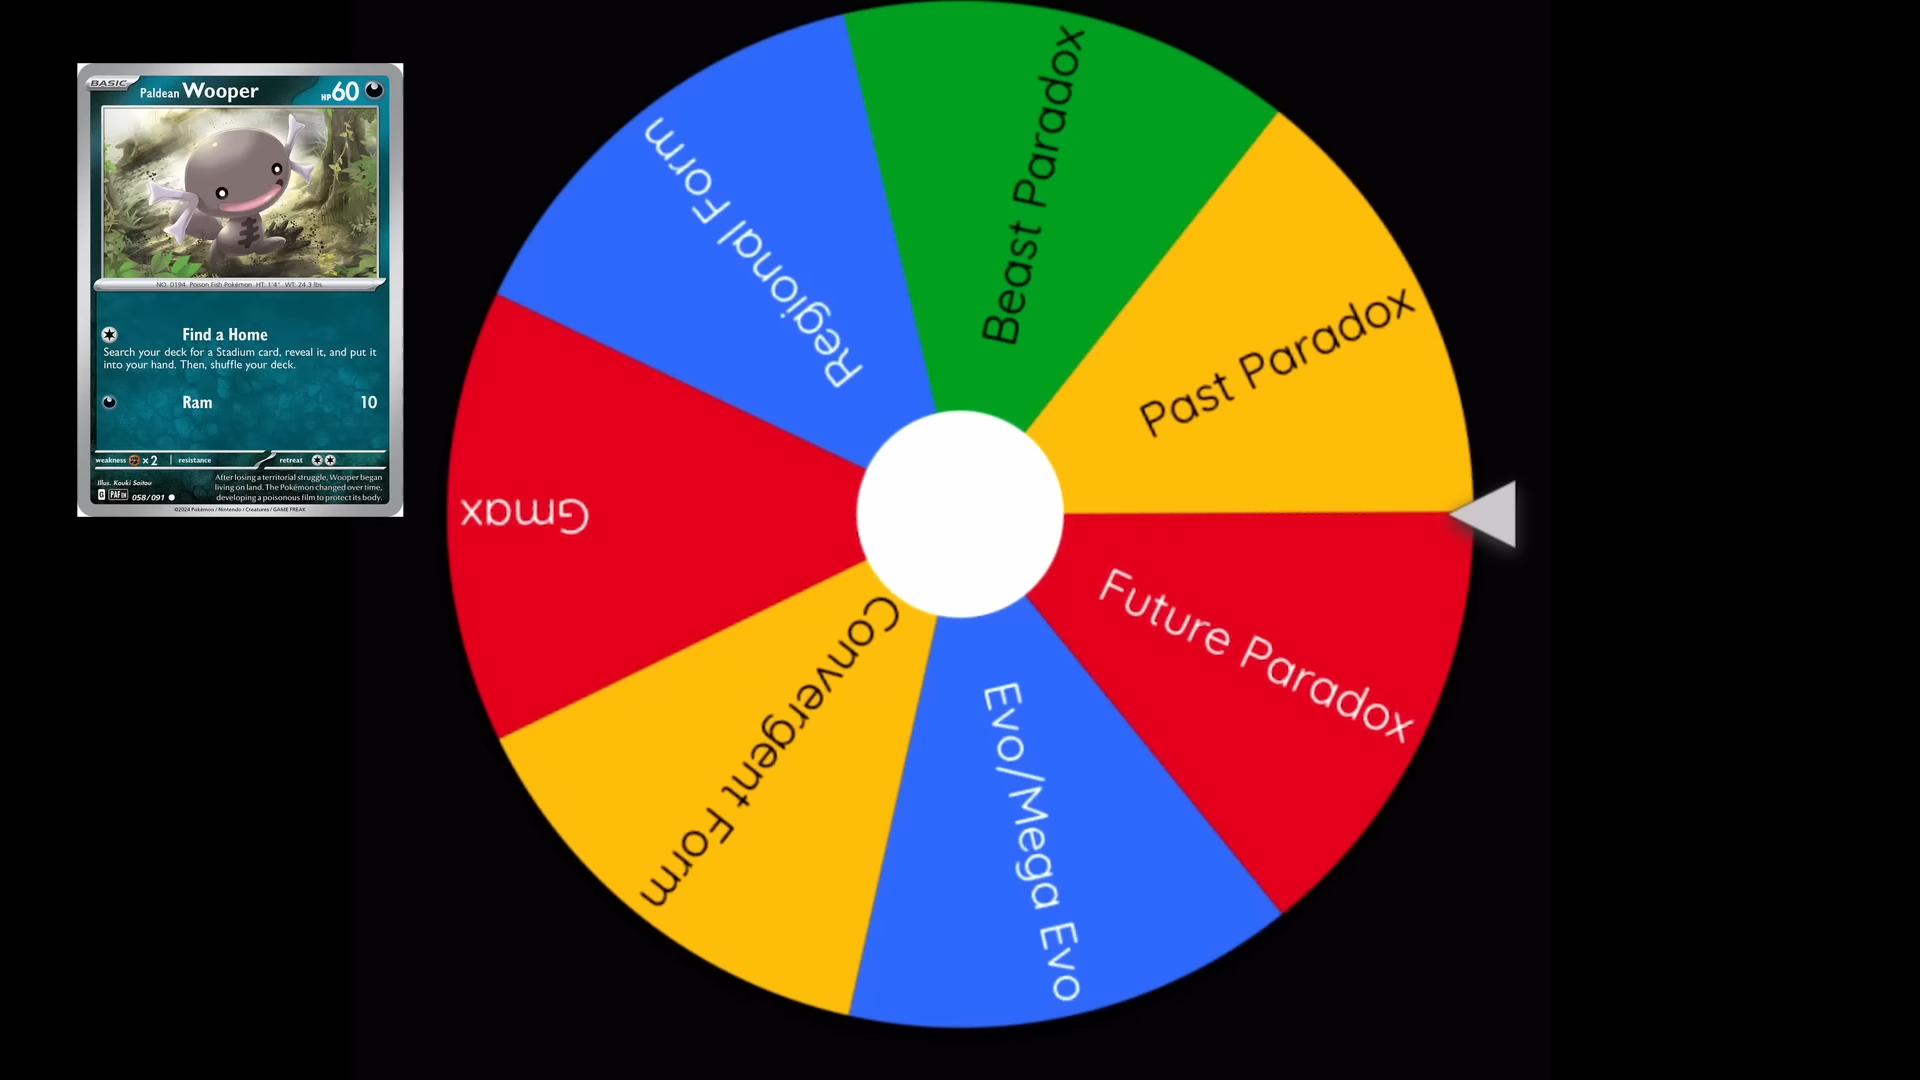 BASIC
Paldean Wooper HP 60
NO. 0194 Poison Fish Pokémon HT: 1'4" WT: 24.3 lbs.
Find a Home
Search your deck for a Stadium card, reveal it, and put it
into your hand. Then, shuffle your deck.
Ram 10
weakness ×2 resistance retreat
Illus. Kouki Saitou
After losing a territorial struggle, Wooper began
living on land. The Pokémon changed over time,
developing a poisonous film to protect its body.
G PAF EN 058/091
©2024 Pokémon / Nintendo / Creatures / GAME FREAK
Beast Paradox
Past Paradox
Future Paradox
Evo/Mega Evo
Convergent Form
Gmax
Regional Form